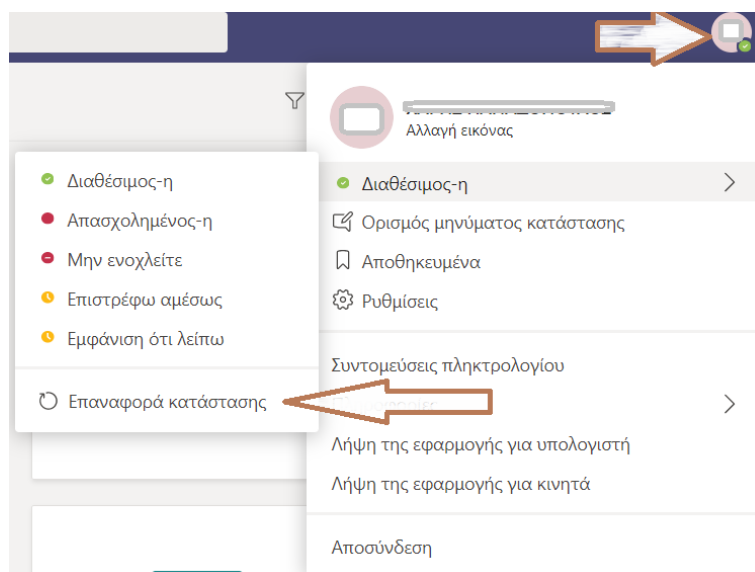 Αλλαγή εικόνας
Διαθέσιμος-η
Ορισμός μηνύματος κατάστασης
Αποθηκευμένα
Ρυθμίσεις
Συντομεύσεις πληκτρολογίου
Λήψη της εφαρμογής για υπολογιστή
Λήψη της εφαρμογής για κινητά
Αποσύνδεση
Διαθέσιμος-η
Απασχολημένος-η
Μην ενοχλείτε
Επιστρέφω αμέσως
Εμφάνιση ότι λείπω
Επαναφορά κατάστασης